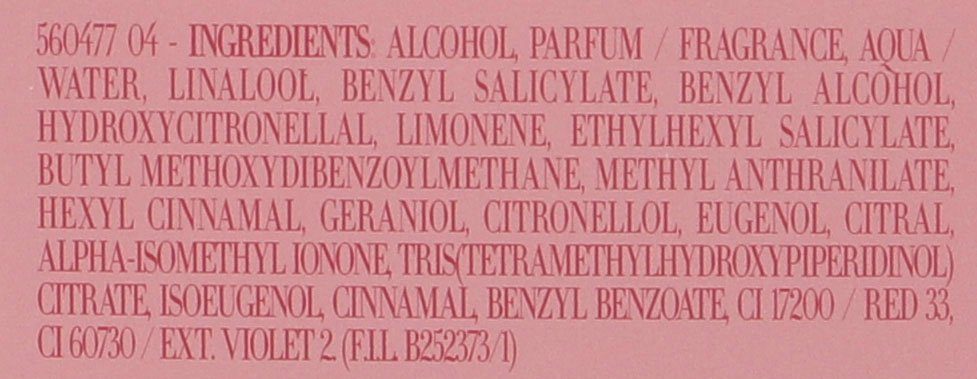 560477 04 - INGREDIENTS: ALCOHOL, PARFUM / FRAGRANCE, AQUA /
WATER, LINALOOL, BENZYL SALICYLATE, BENZYL ALCOHOL,
HYDROXYCITRONELLAL, LIMONENE, ETHYLHEXYL SALICYLATE,
BUTYL METHOXYDIBENZOYLMETHANE, METHYL ANTHRANILATE,
HEXYL CINNAMAL, GERANIOL, CITRONELLOL, EUGENOL, CITRAL,
ALPHA-ISOMETHYL IONONE, TRIS(TETRAMETHYLHYDROXYPIPERIDINOL)
CITRATE, ISOEUGENOL, CINNAMAL, BENZYL BENZOATE, CI 17200 / RED 33,
CI 60730 / EXT. VIOLET 2. (F.I.L. B252373/1)